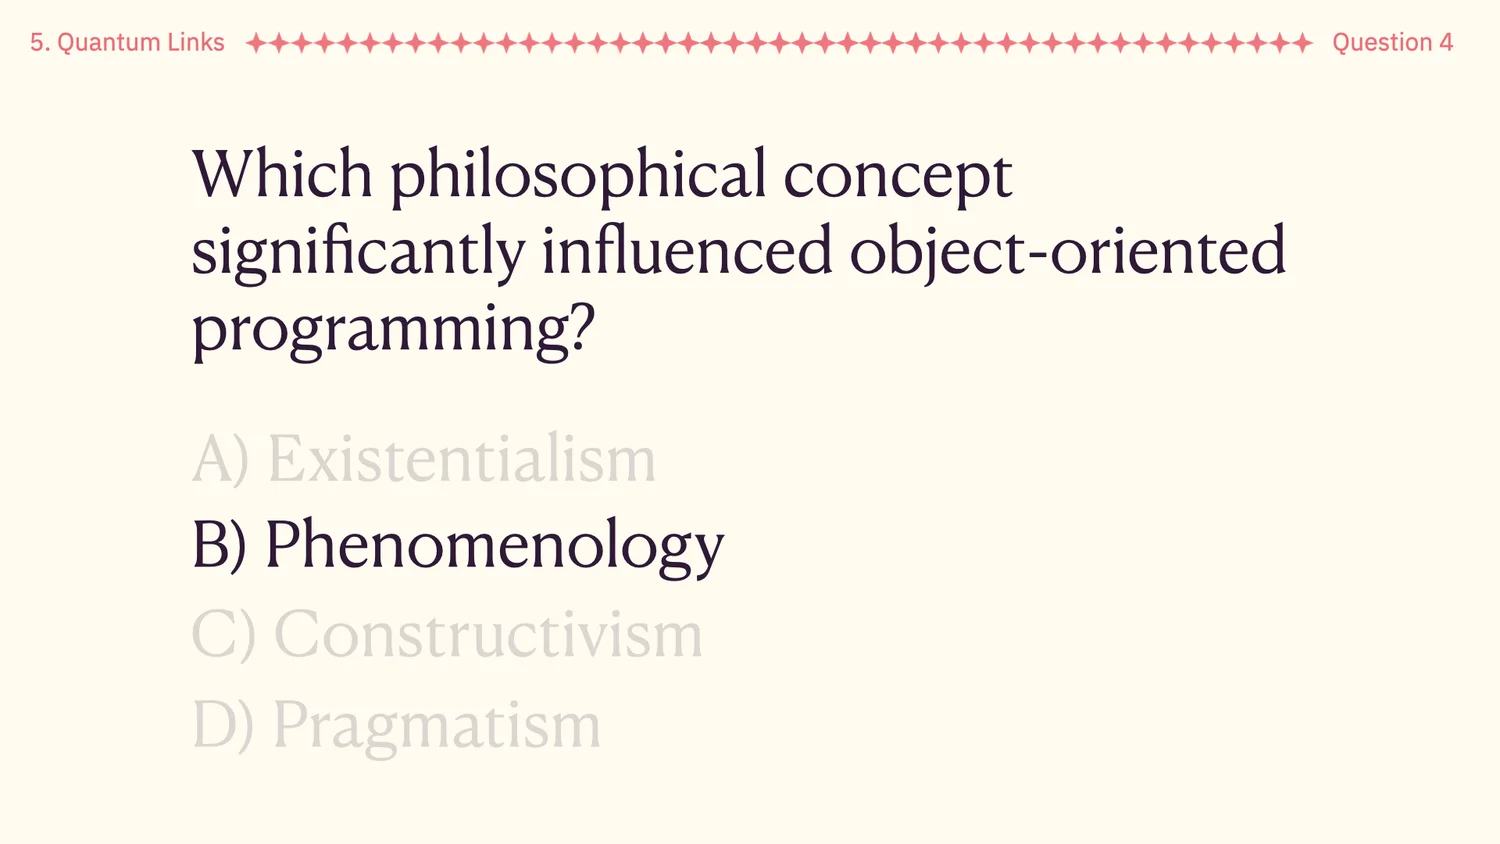 5. Quantum Links
Question 4
Which philosophical concept
significantly influenced object-oriented
programming?
A) Existentialism
B) Phenomenology
C) Constructivism
D) Pragmatism